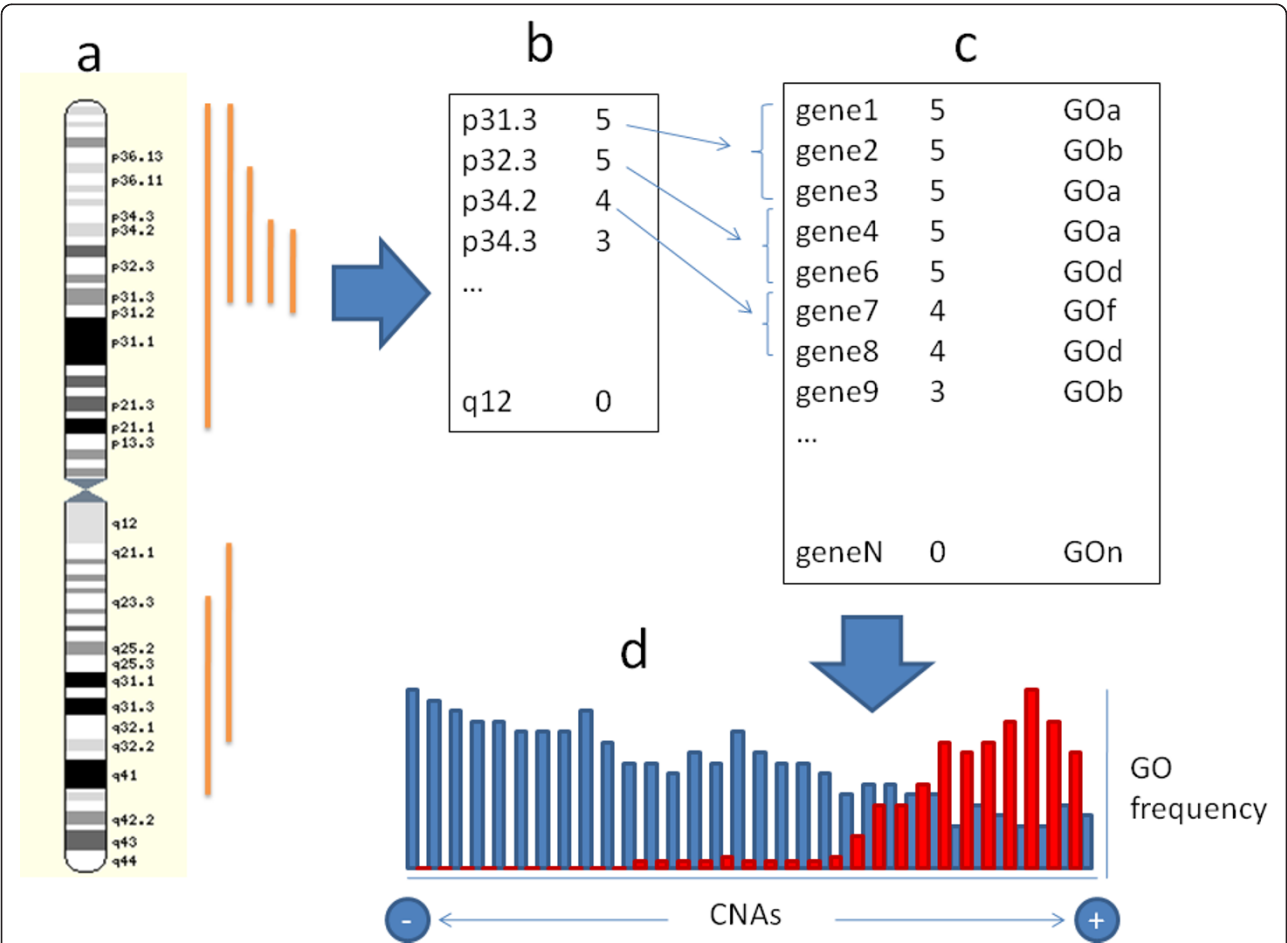 a
p36.13
p36.11
p34.3
p34.2
p32.3
p31.3
p31.2
p31.1
p21.3
p21.1
p13.3
q12
q21.1
q23.3
q25.2
q25.3
q31.1
q31.3
q32.1
q32.2
q41
q42.2
q43
q44
b
p31.3 5
p32.3 5
p34.2 4
p34.3 3
...
q12 0
c
gene1 5 GOa
gene2 5 GOb
gene3 5 GOa
gene4 5 GOa
gene6 5 GOd
gene7 4 GOf
gene8 4 GOd
gene9 3 GOb
...
geneN 0 GOn
d
GO
frequency
- CNAs +